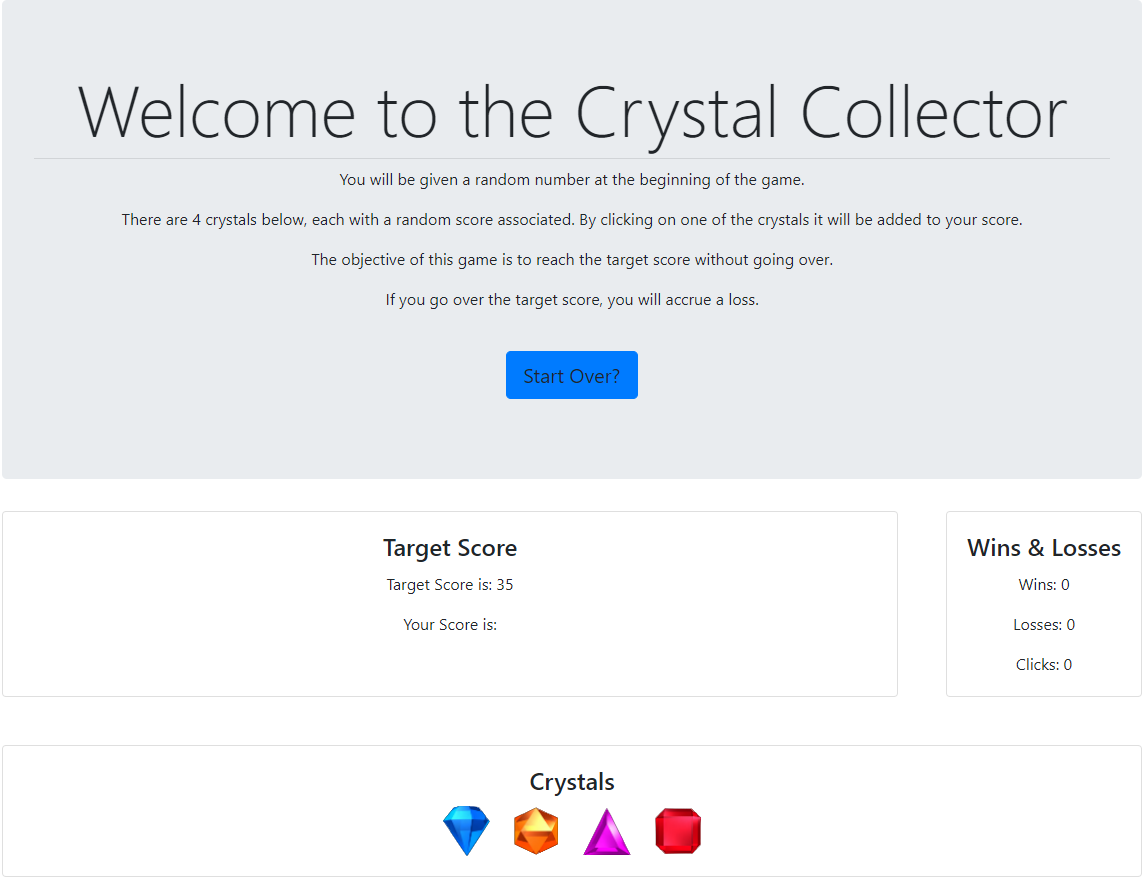 Welcome to the Crystal Collector
You will be given a random number at the beginning of the game.
There are 4 crystals below, each with a random score associated. By clicking on one of the crystals it will be added to your score.
The objective of this game is to reach the target score without going over.
If you go over the target score, you will accrue a loss.
Start Over?
Target Score
Target Score is: 35
Your Score is:
Wins & Losses
Wins: 0
Losses: 0
Clicks: 0
Crystals